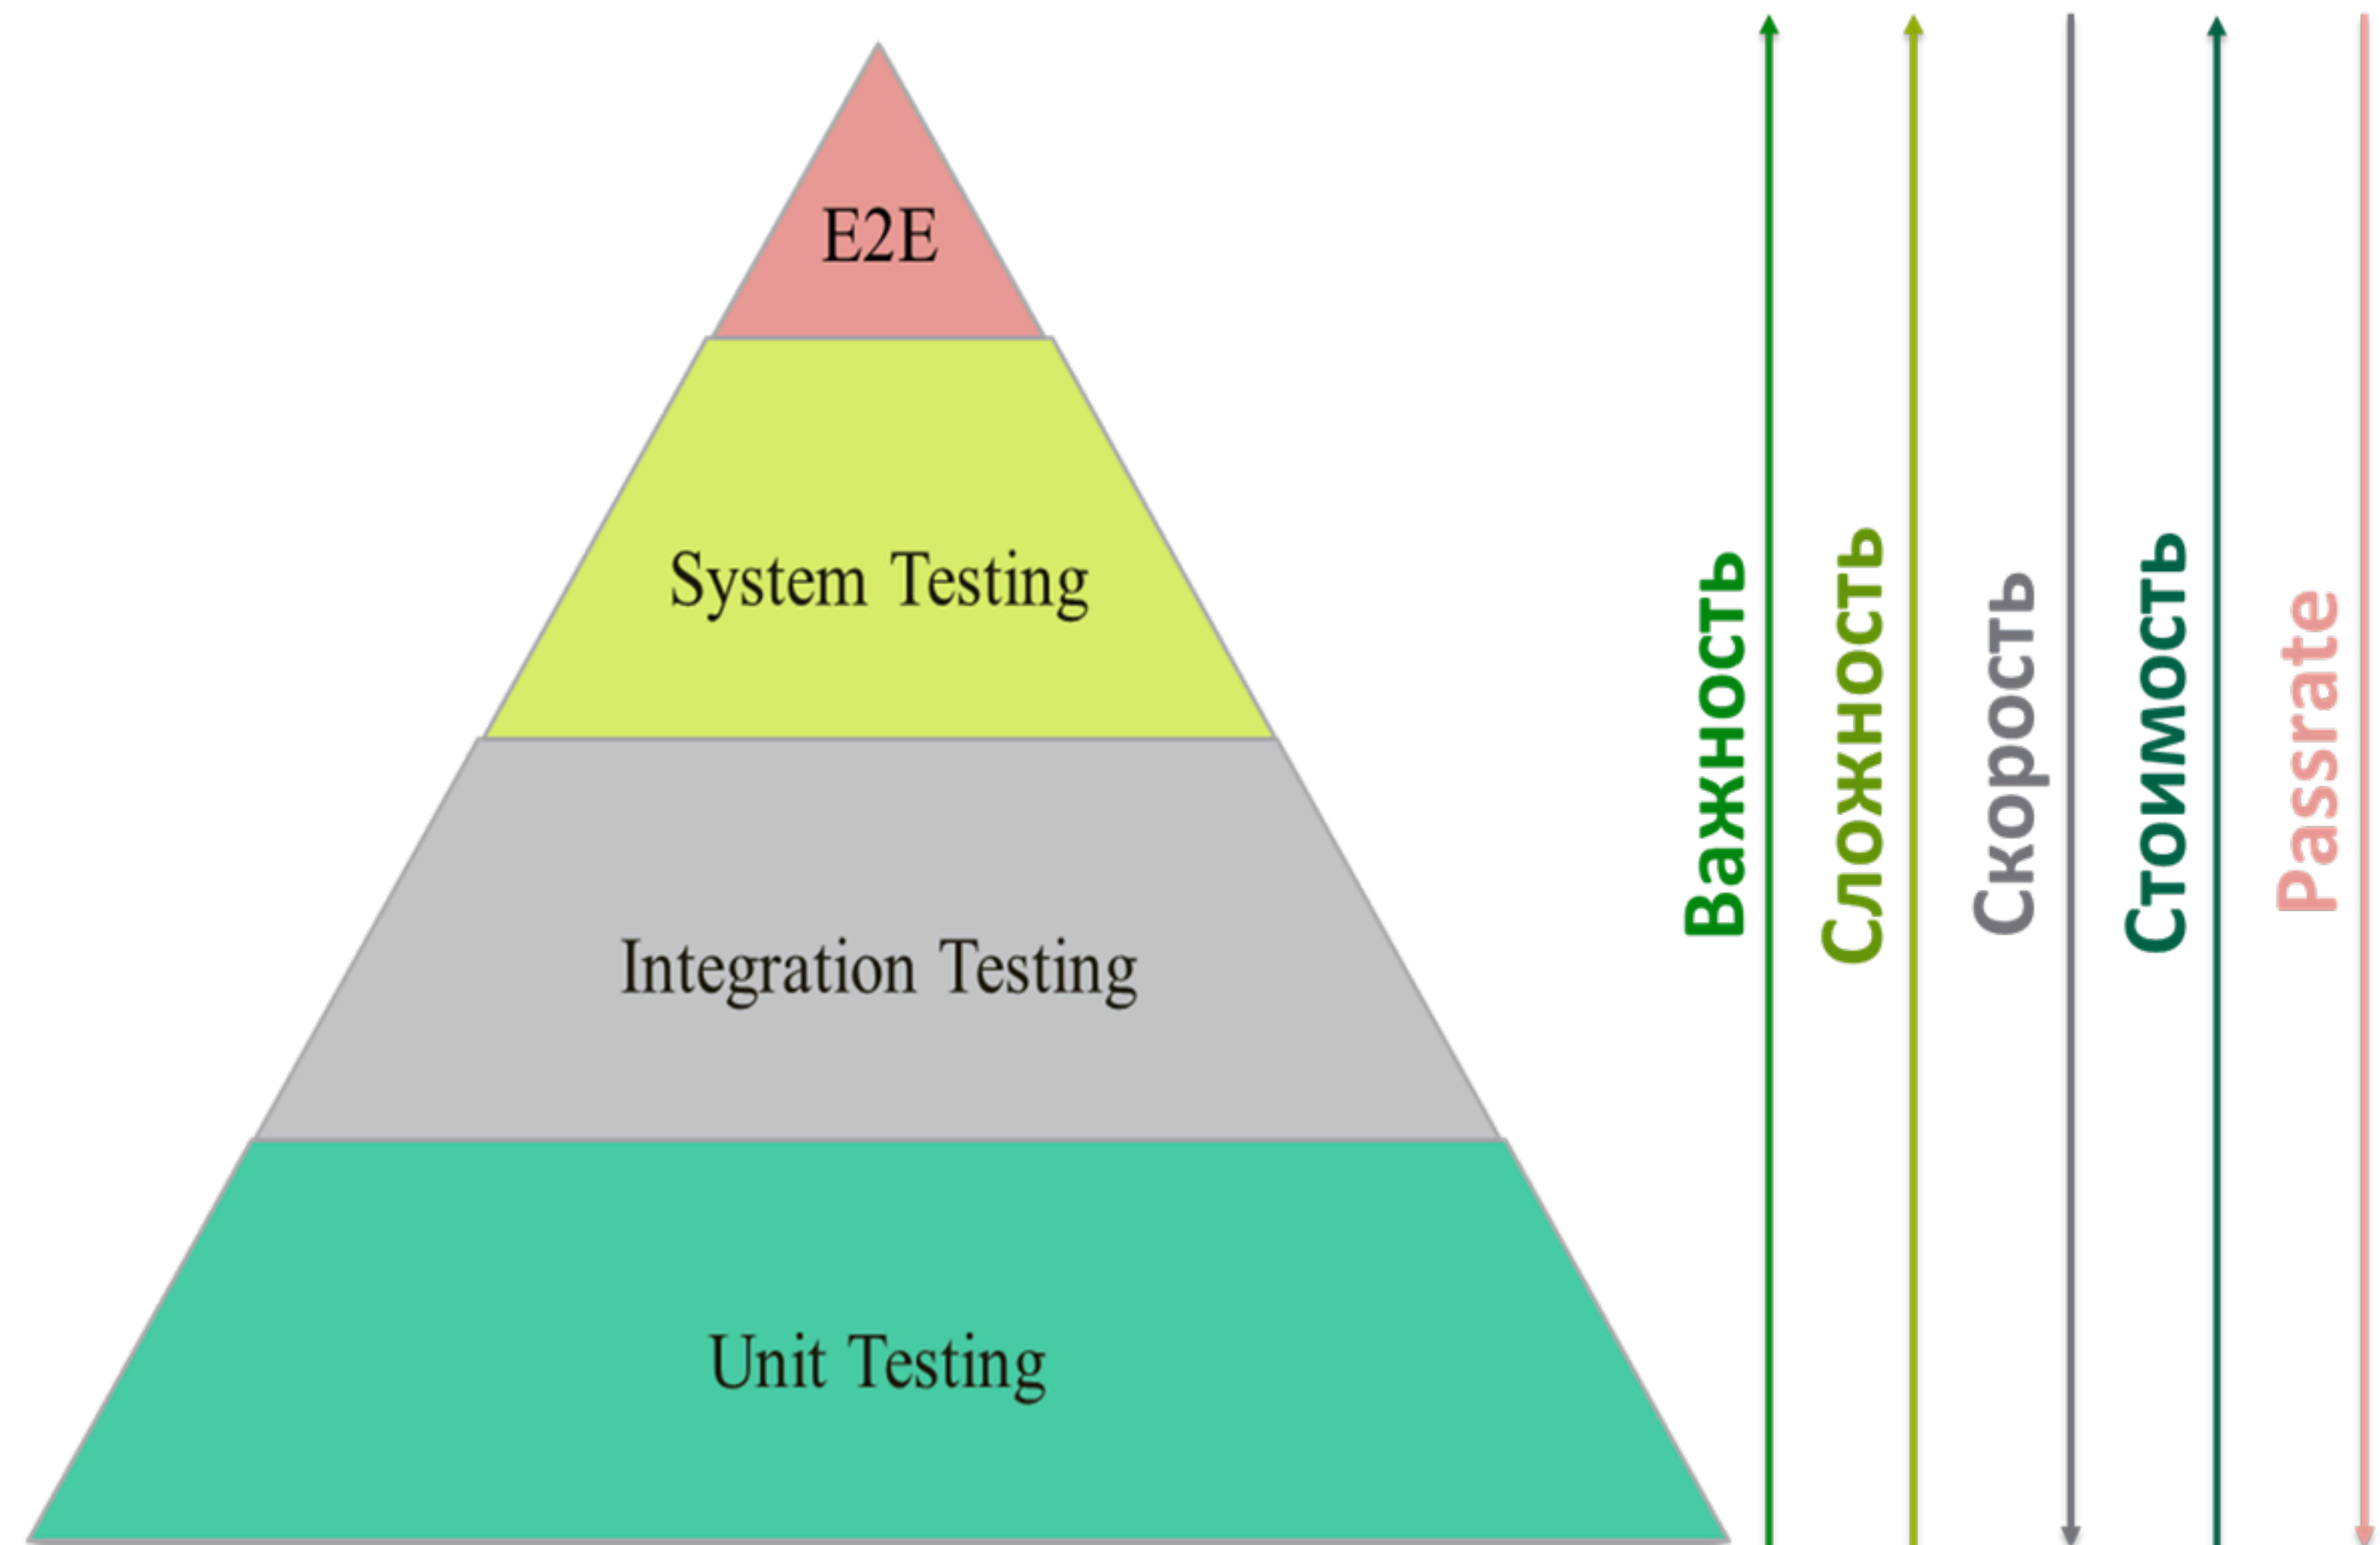 E2E
System Testing
Integration Testing
Unit Testing
Важность
Сложность
Скорость
Стоимость
Passrate